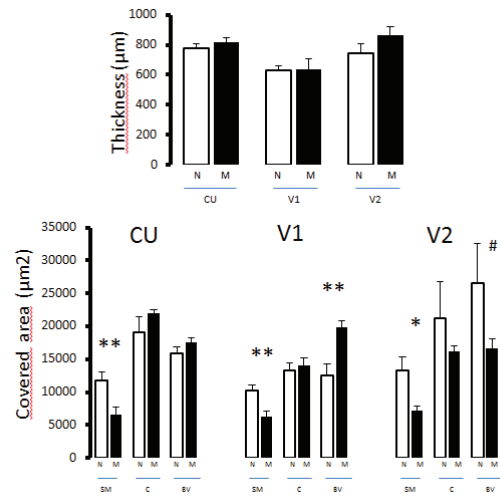 Thickness (µm)
1000
800
600
400
200
0
N M N M N M
CU V1 V2
Covered area (µm2)
35000
30000
25000
20000
15000
10000
5000
0
CU V1 V2
** ** ** * #
N M N M N M N M N M N M N M N M N M
SM C BV SM C BV SM C BV